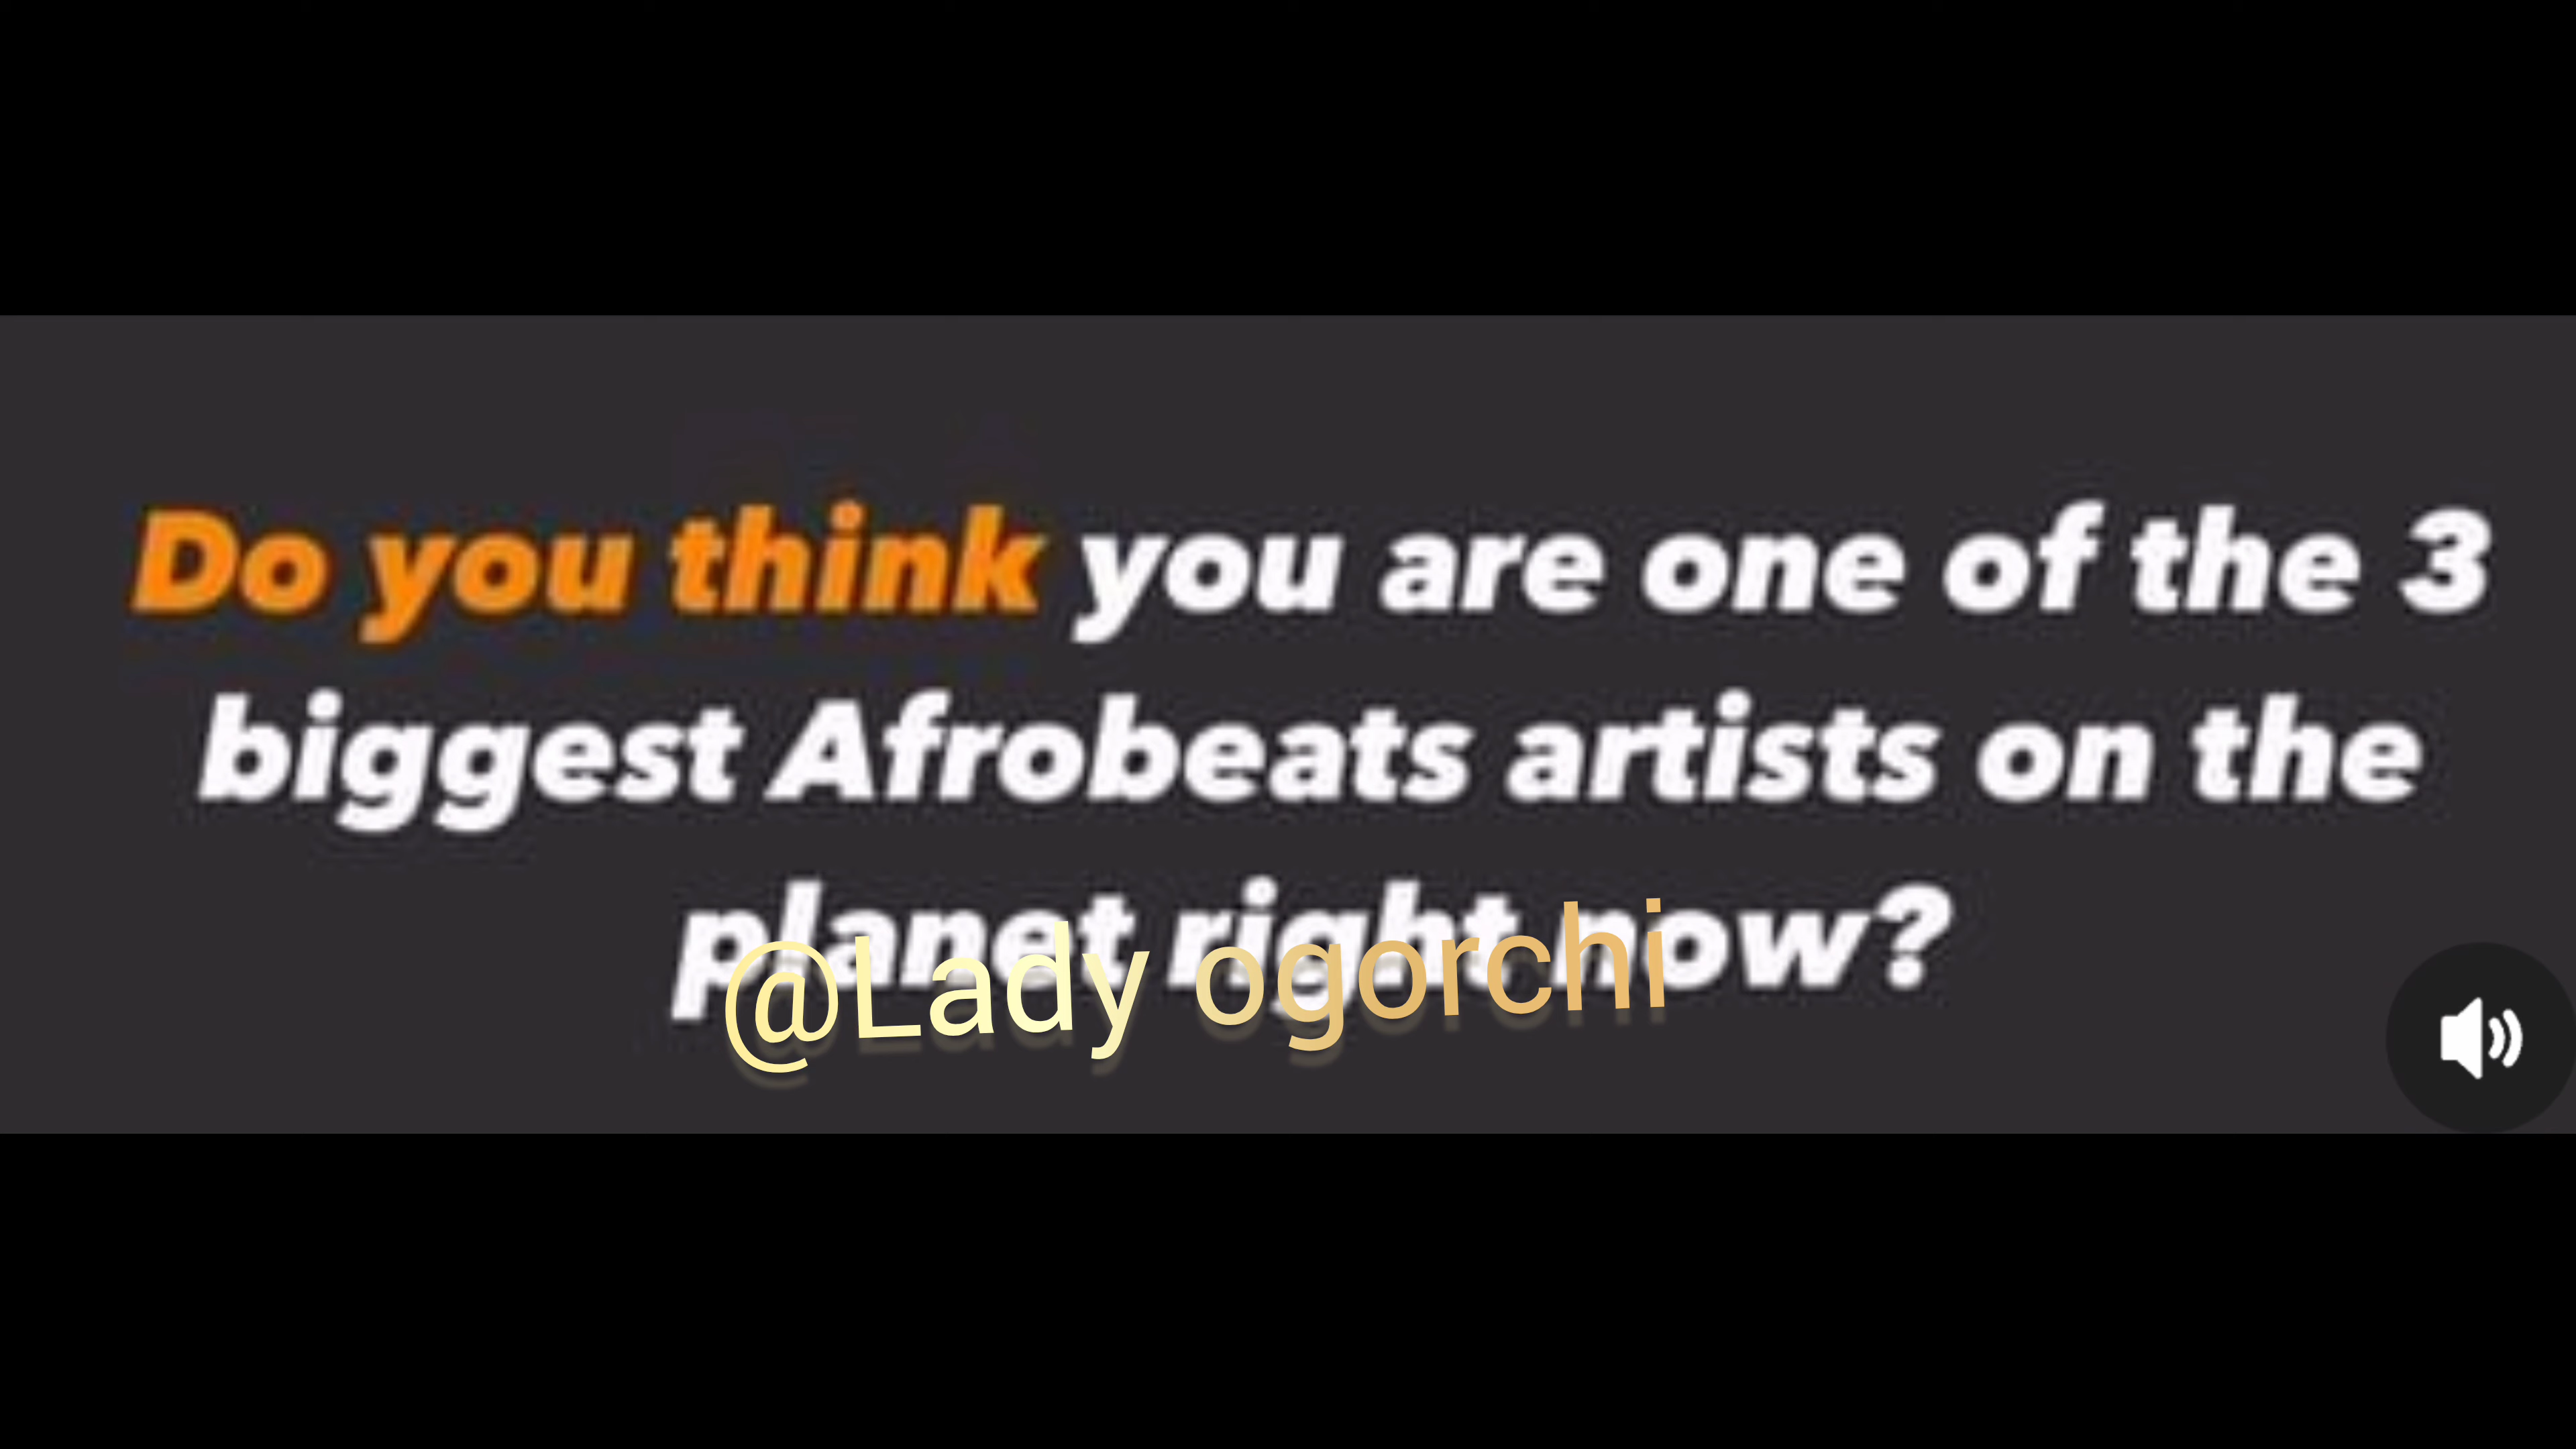 Do you think you are one of the 3
biggest Afrobeats artists on the
planet right now?
@Lady ogorchi